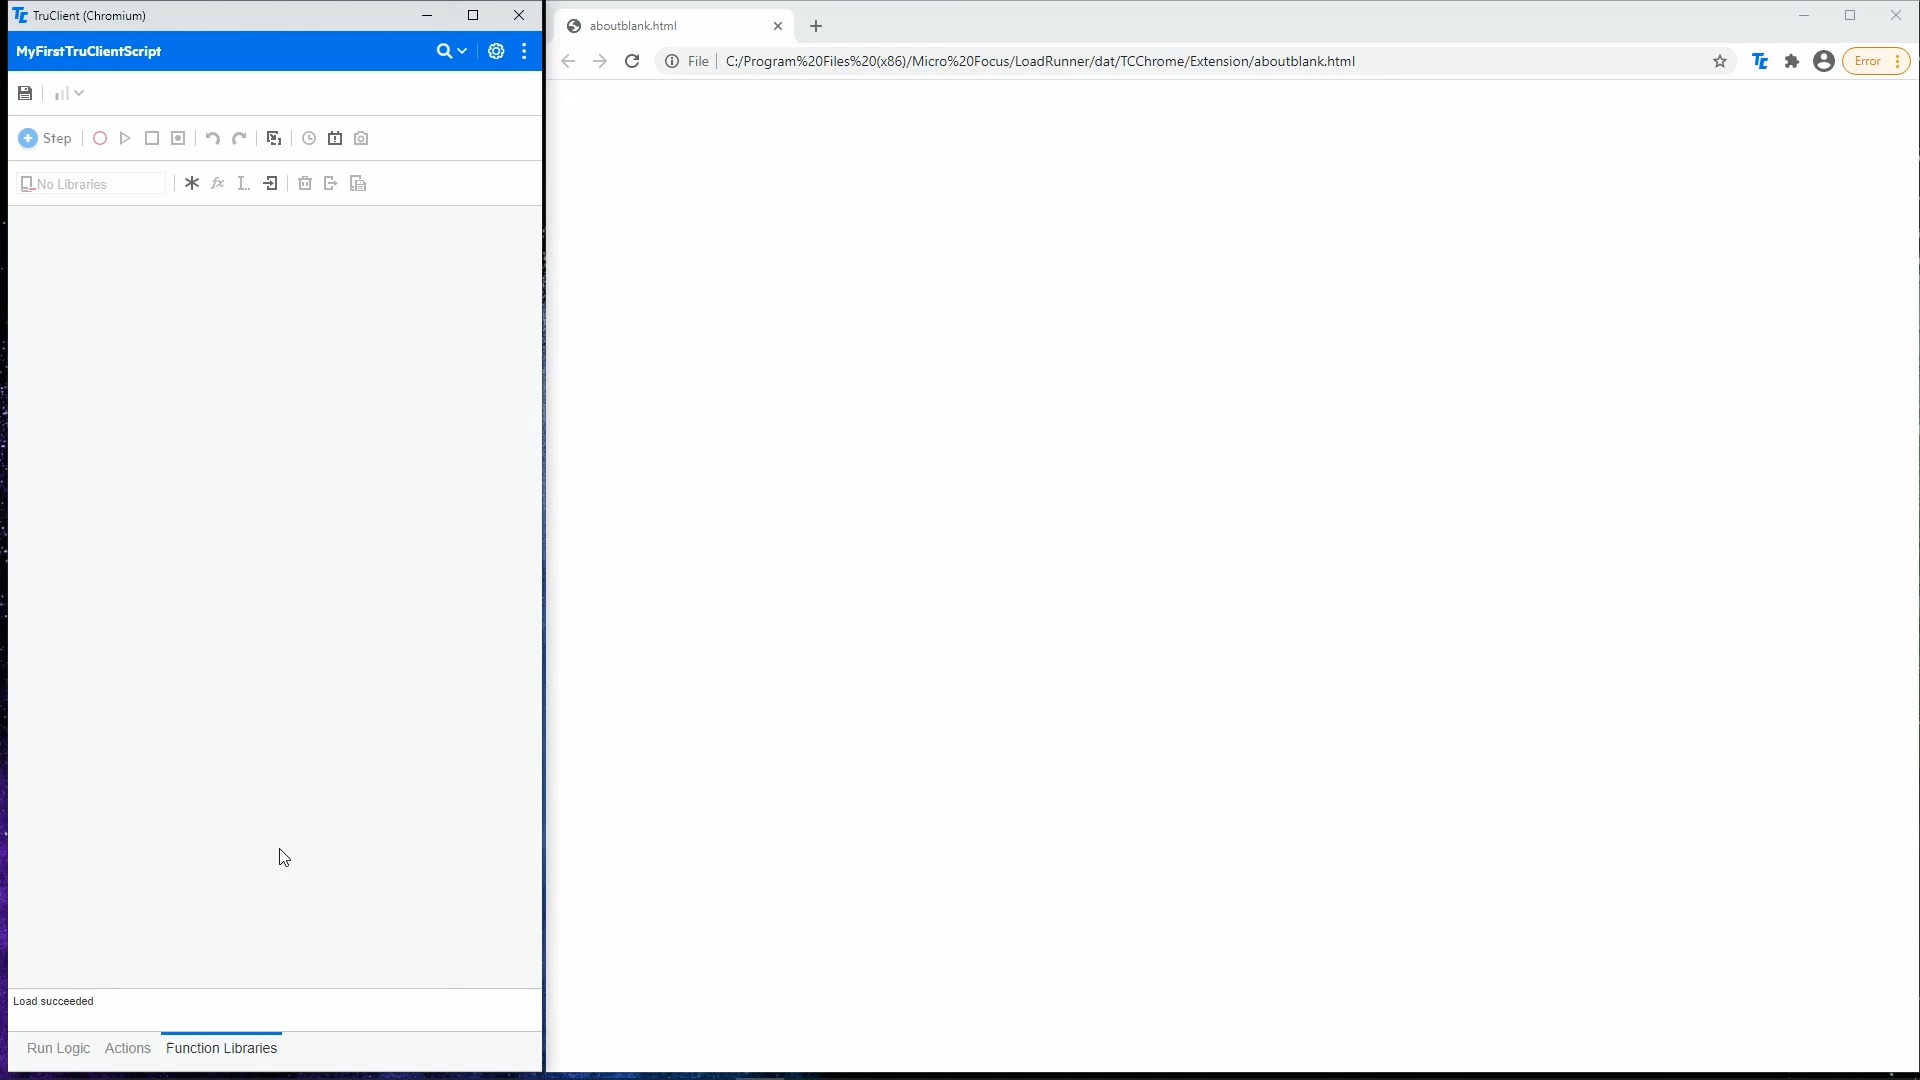 TruClient (Chromium)
MyFirstTruClientScript
Step
No Libraries
Load succeeded
Run Logic Actions Function Libraries
aboutblank.html
File C:/Program%20Files%20(x86)/Micro%20Focus/LoadRunner/dat/TCChrome/Extension/aboutblank.html
Error